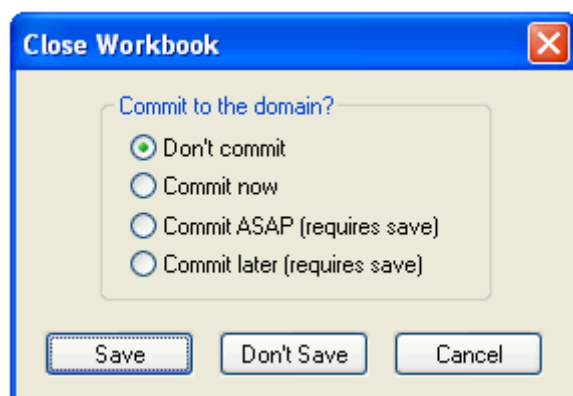 Close Workbook
Commit to the domain?
Don't commit
Commit now
Commit ASAP (requires save)
Commit later (requires save)
Save Don't Save Cancel